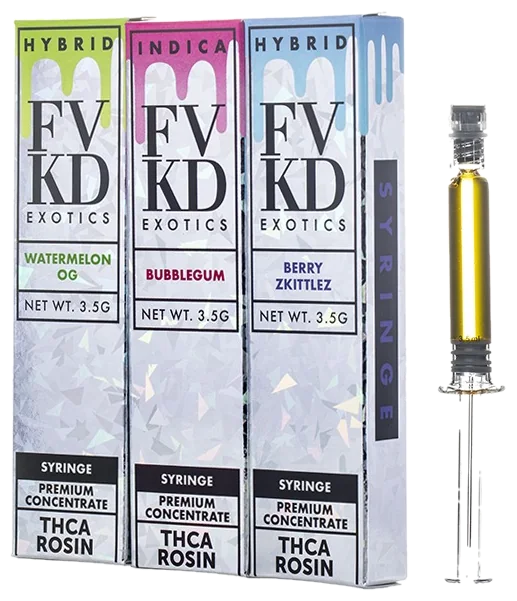 HYBRID
FV
KD
EXOTICS
WATERMELON
OG
NET WT. 3.5G
SYRINGE
PREMIUM
CONCENTRATE
THCA
ROSIN
INDICA
FV
KD
EXOTICS
BUBBLEGUM
NET WT. 3.5G
SYRINGE
PREMIUM
CONCENTRATE
THCA
ROSIN
HYBRID
FV
KD
EXOTICS
BERRY
ZKITTLEZ
NET WT. 3.5G
SYRINGE
PREMIUM
CONCENTRATE
THCA
ROSIN
SYRINGE